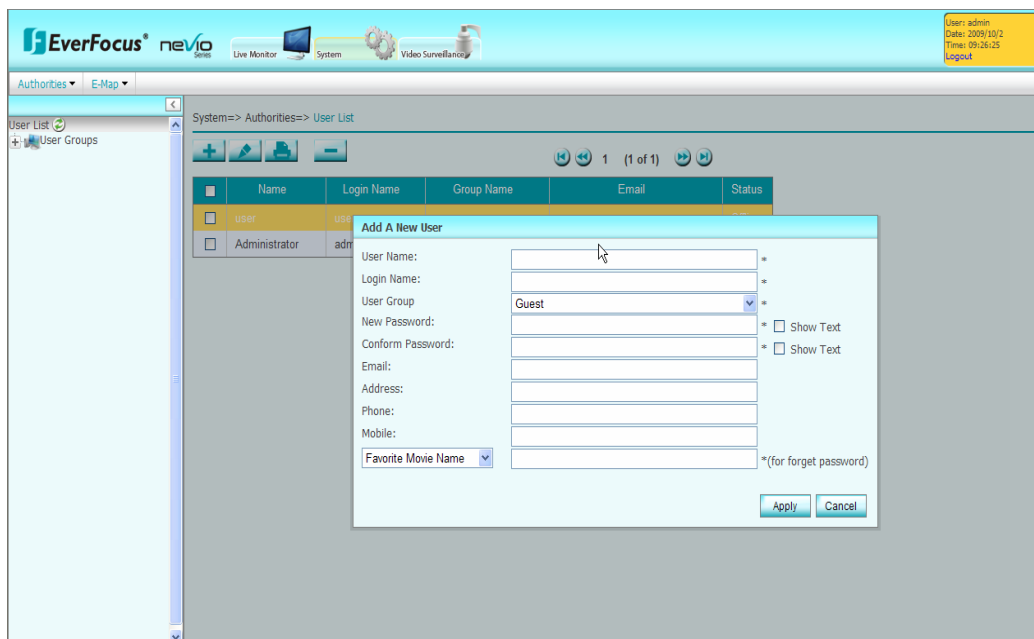 EverFocus® nevio Series
Live Monitor System Video Surveillance
User: admin
Date: 2009/10/2
Time: 09:26:25
Logout
Authorities E-Map
User List
User Groups
System=> Authorities=> User List
1 (1 of 1)
Name Login Name Group Name Email Status
user
Administrator
Add A New User
User Name: *
Login Name: *
User Group Guest *
New Password: * Show Text
Conform Password: * Show Text
Email:
Address:
Phone:
Mobile:
Favorite Movie Name *(for forget password)
Apply Cancel